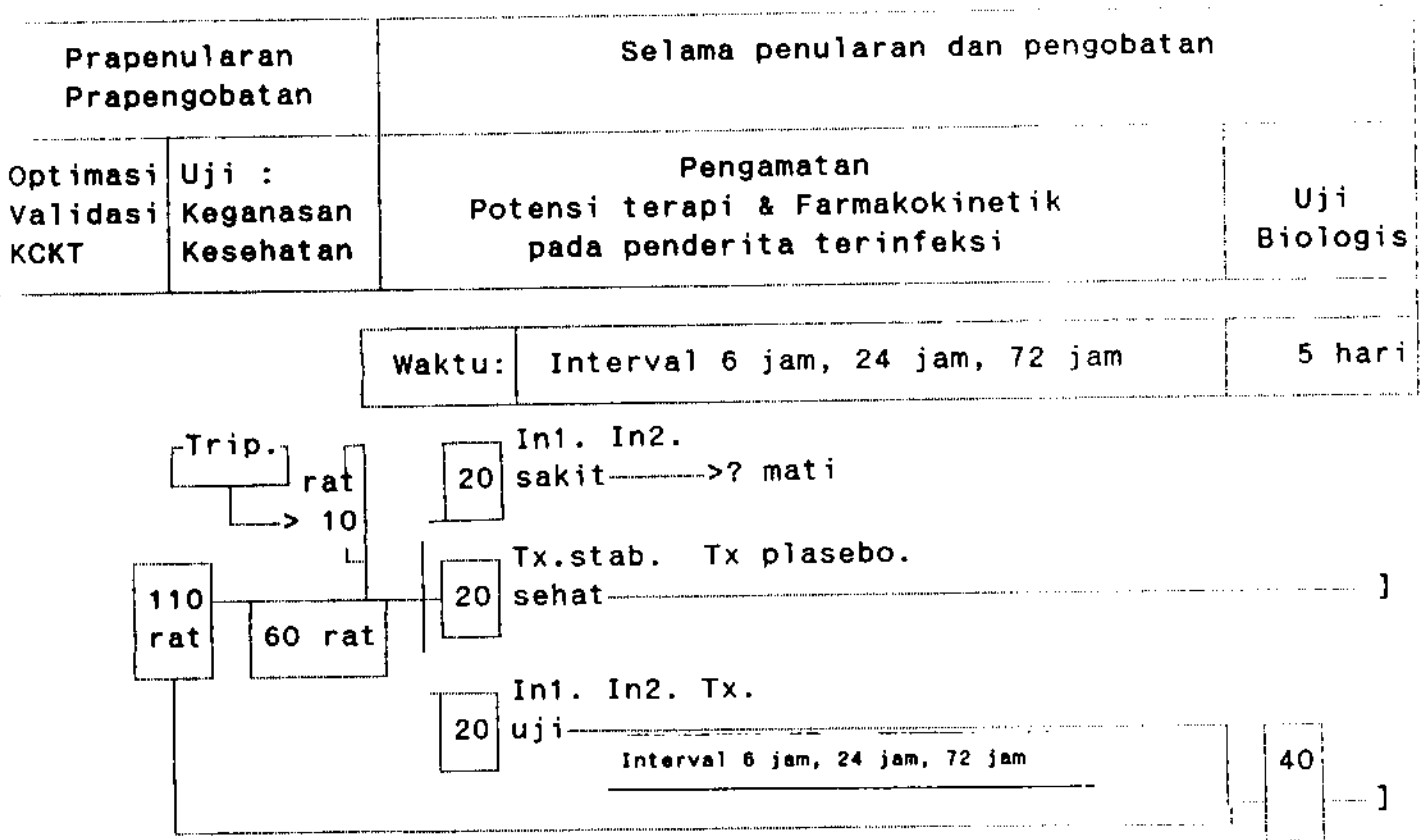 Prapenularan
Prapengobatan
Selama penularan dan pengobatan
Optimasi
Validasi
KCKT
Uji :
Keganasan
Kesehatan
Pengamatan
Potensi terapi & Farmakokinetik
pada penderita terinfeksi
Uji
Biologis
Waktu:
Interval 6 jam, 24 jam, 72 jam
5 hari
Trip.
rat
> 10
20
In1. In2.
sakit------>? mati
110
rat
60 rat
20
Tx.stab. Tx plasebo.
sehat ]
20
In1. In2. Tx.
uji
Interval 6 jam, 24 jam, 72 jam
40
]